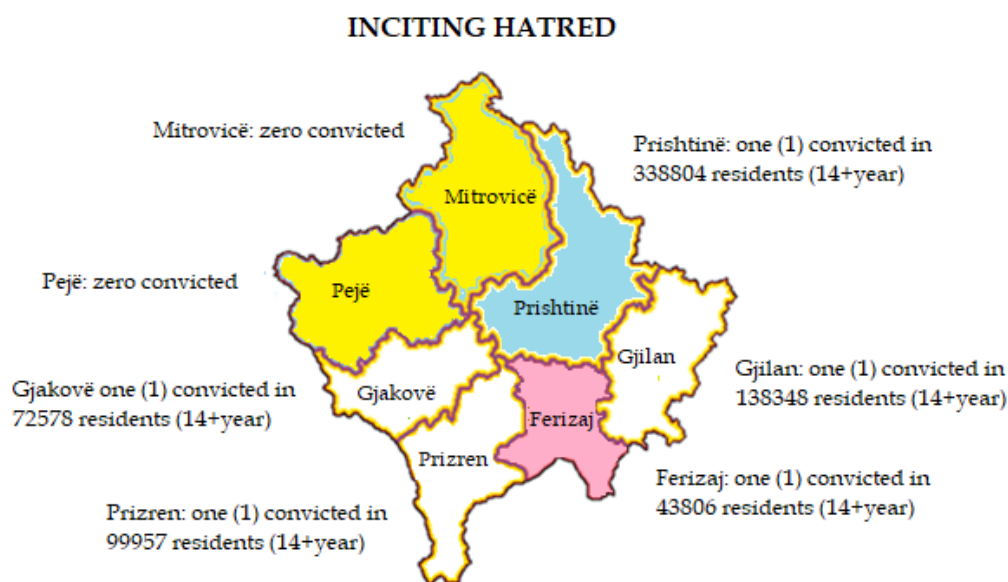 INCITING HATRED
Mitrovicë: zero convicted
Prishtinë: one (1) convicted in
338804 residents (14+year)
Mitrovicë
Pejë: zero convicted
Pejë
Prishtinë
Gjilan
Gjakovë one (1) convicted in
72578 residents (14+year)
Gjakovë
Gjilan: one (1) convicted in
138348 residents (14+year)
Ferizaj
Prizren
Ferizaj: one (1) convicted in
43806 residents (14+year)
Prizren: one (1) convicted in
99957 residents (14+year)